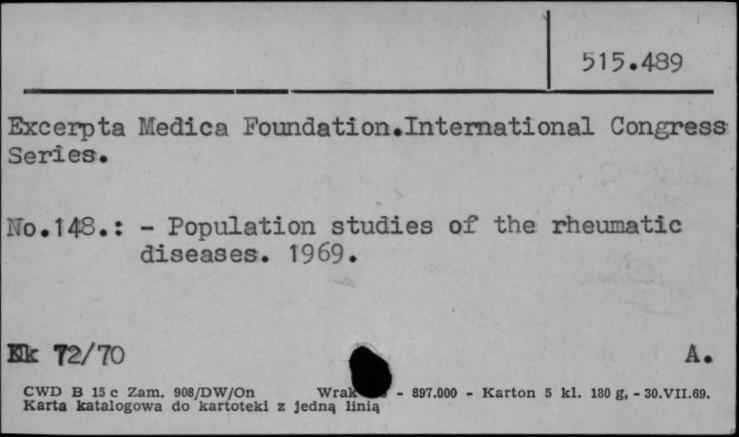 515.489
Excerpta Medica Foundation.International Congress
Series.
No.148.: - Population studies of the rheumatic
diseases. 1969.
Kk 72/70 A.
CWD B 15 c Zam. 908/DW/On - 897.000 - Karton 5 kl. 180 g, - 30.VII.69.
Karta katalogowa do kartoteki z jedną linią